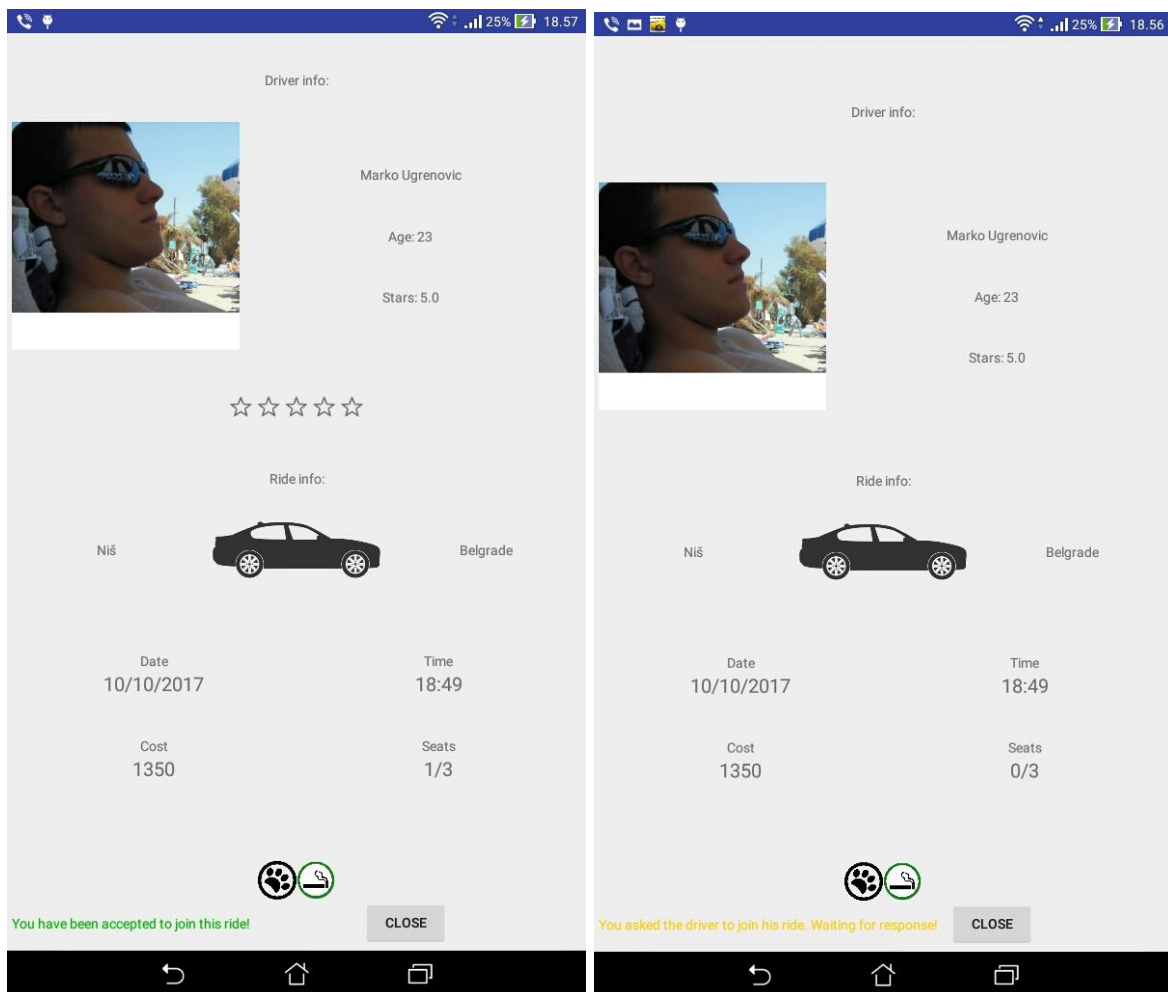 25% 18.57
Driver info:
Marko Ugrenovic
Age: 23
Stars: 5.0
Ride info:
Niš
Belgrade
Date
Time
10/10/2017
18:49
Cost
Seats
1350
1/3
You have been accepted to join this ride!
CLOSE
25% 18.56
Driver info:
Marko Ugrenovic
Age: 23
Stars: 5.0
Ride info:
Niš
Belgrade
Date
Time
10/10/2017
18:49
Cost
Seats
1350
0/3
You asked the driver to join his ride. Waiting for response!
CLOSE